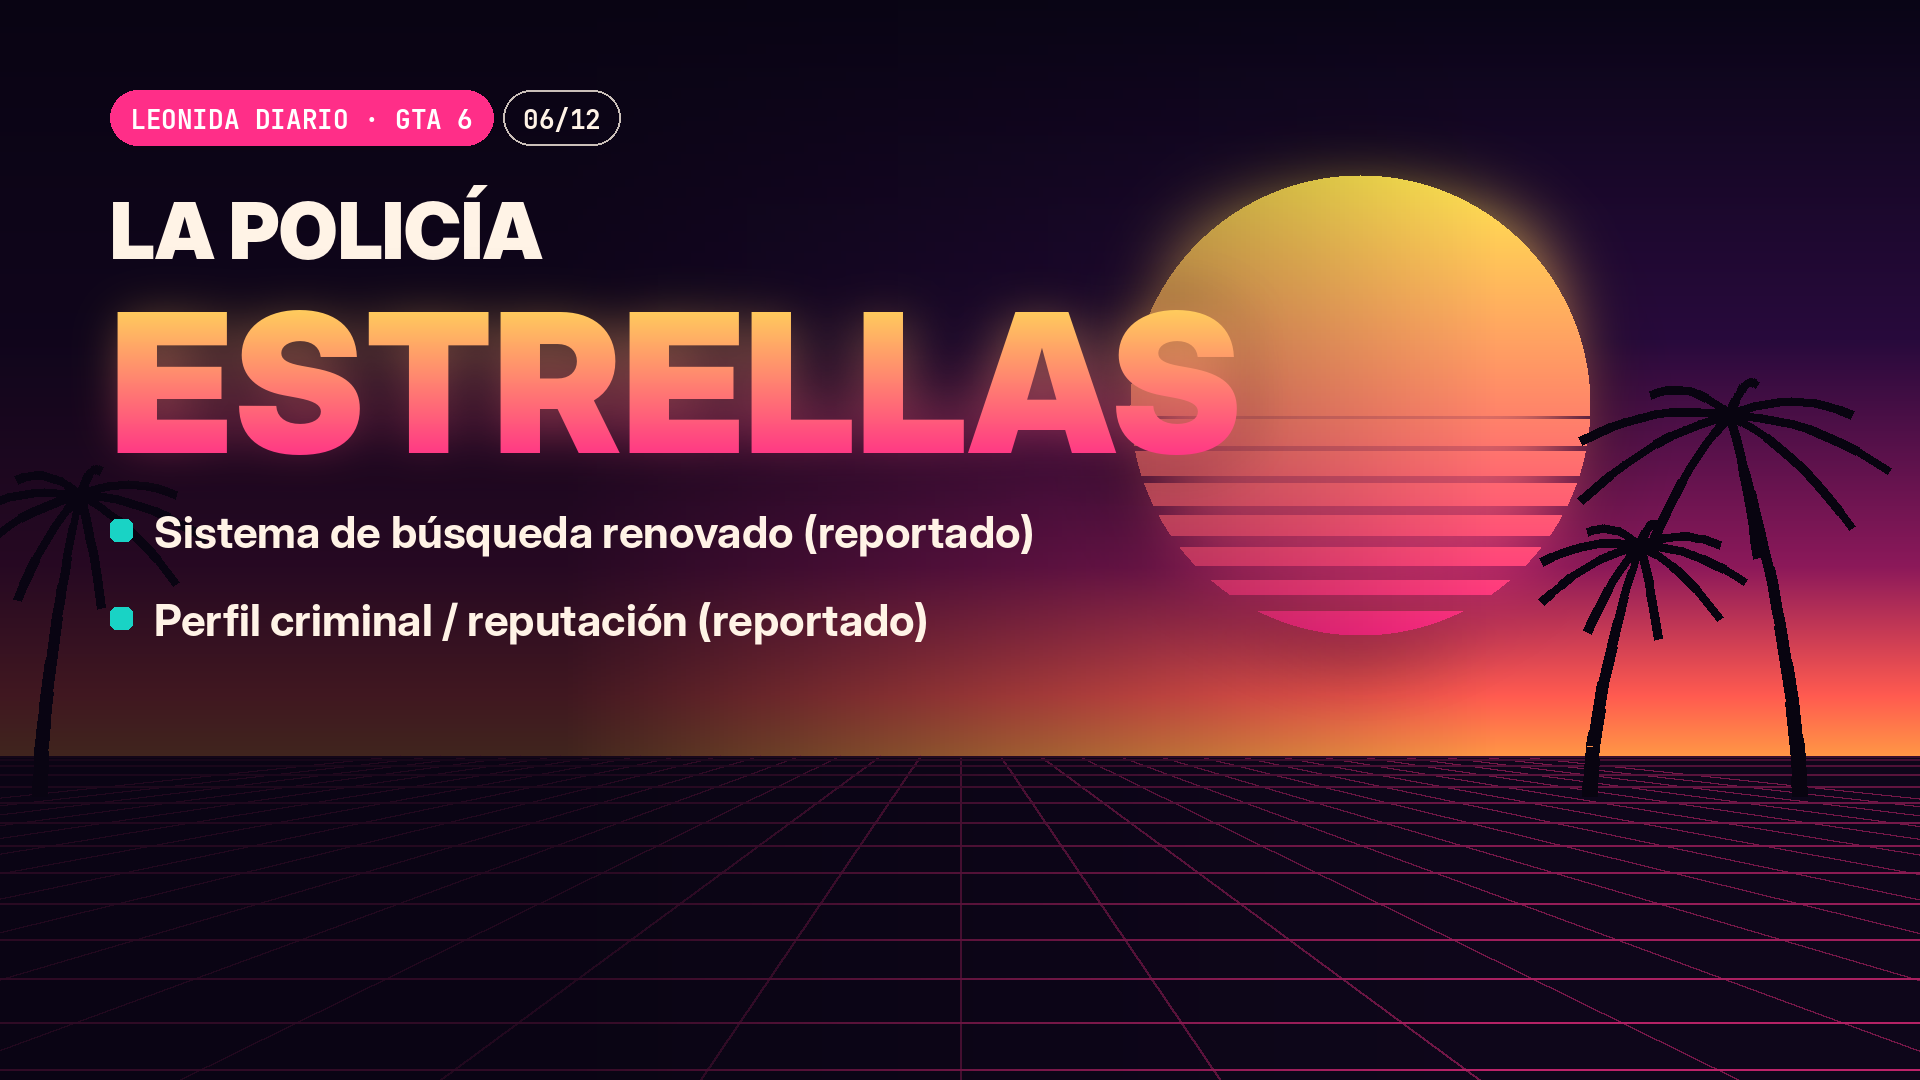 LEONIDA DIARIO · GTA 6 06/12
LA POLICÍA
ESTRELLAS
Sistema de búsqueda renovado (reportado)
Perfil criminal / reputación (reportado)